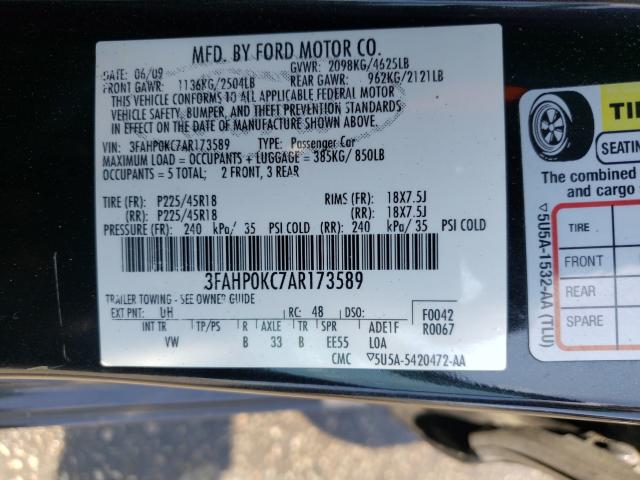 MFD. BY FORD MOTOR CO.
DATE: 06/09 GVWR: 2098KG/4625LB
FRONT GAWR: 1136KG/2504LB REAR GAWR: 962KG/2121LB
THIS VEHICLE CONFORMS TO ALL APPLICABLE FEDERAL MOTOR
VEHICLE SAFETY, BUMPER, AND THEFT PREVENTION STANDARDS
IN EFFECT ON THE DATE OF MANUFACTURE SHOWN ABOVE.
VIN: 3FAHP0KC7AR173589 TYPE: Passenger Car
MAXIMUM LOAD = OCCUPANTS + LUGGAGE = 385KG/ 850LB
OCCUPANTS = 5 TOTAL; 2 FRONT, 3 REAR
TIRE (FR): P225/45R18 RIMS (FR): 18X7.5J
(RR): P225/45R18 (RR): 18X7.5J
PRESSURE (FR): 240 kPa/ 35 PSI COLD (RR): 240 kPa/ 35 PSI COLD
3FAHP0KC7AR173589
TRAILER TOWING - SEE OWNER GUIDE
EXT PNT: UH RC: 48 DSO: F0042
INT TR TP/PS R AXLE TR SPR ADE1F R0067
VW B 33 B EE55 LOA
CMC ▽5U5A-5420472-AA
TI
SEATIN
The combined
and cargo
TIRE
FRONT
REAR
SPARE
▽5U5A-1532-AA (TLU)